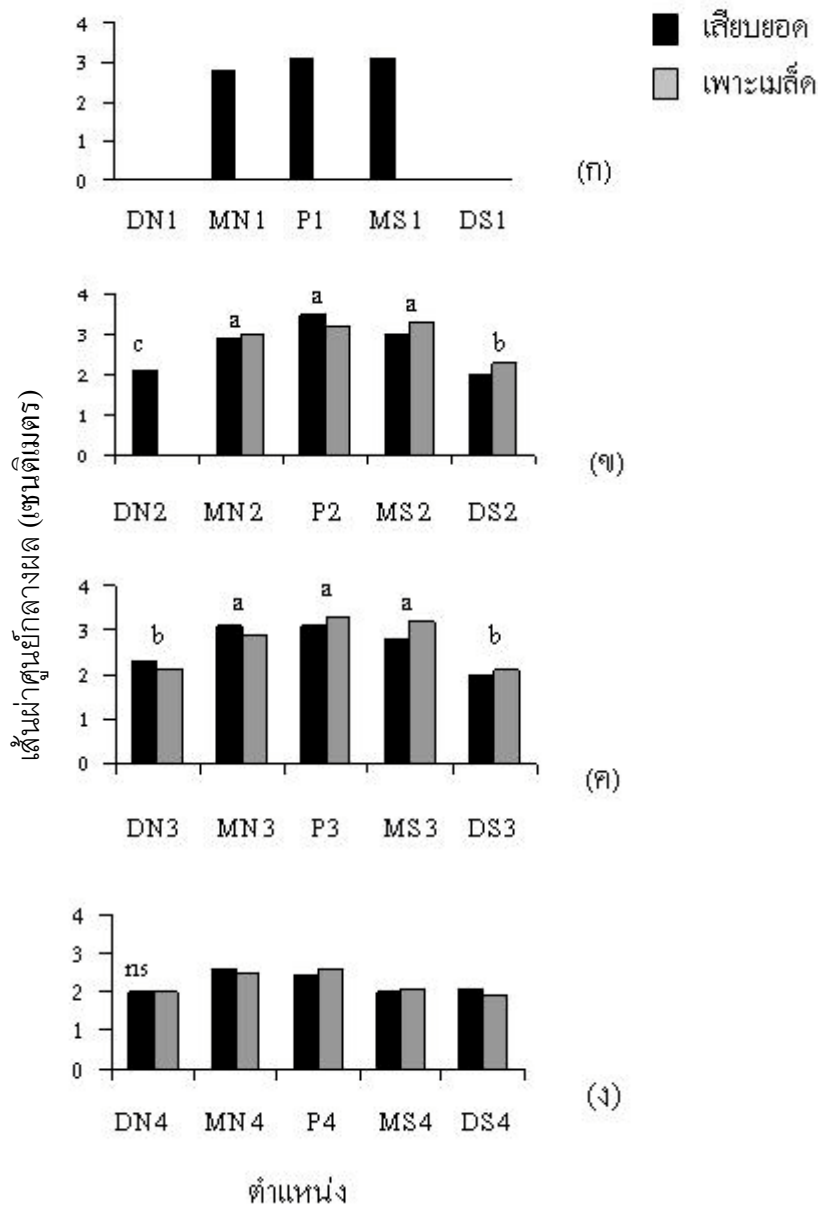 เสียบยอด
เพาะเมล็ด
เส้นผ่าศูนย์กลางผล (เซนติเมตร)
4
3
2
1
0
DN1 MN1 P1 MS1 DS1
(ก)
4
3
2
1
0
c a a a b
DN2 MN2 P2 MS2 DS2
(ข)
4
3
2
1
0
b a a a b
DN3 MN3 P3 MS3 DS3
(ค)
4
3
2
1
0
ns
DN4 MN4 P4 MS4 DS4
(ง)
ตำแหน่ง